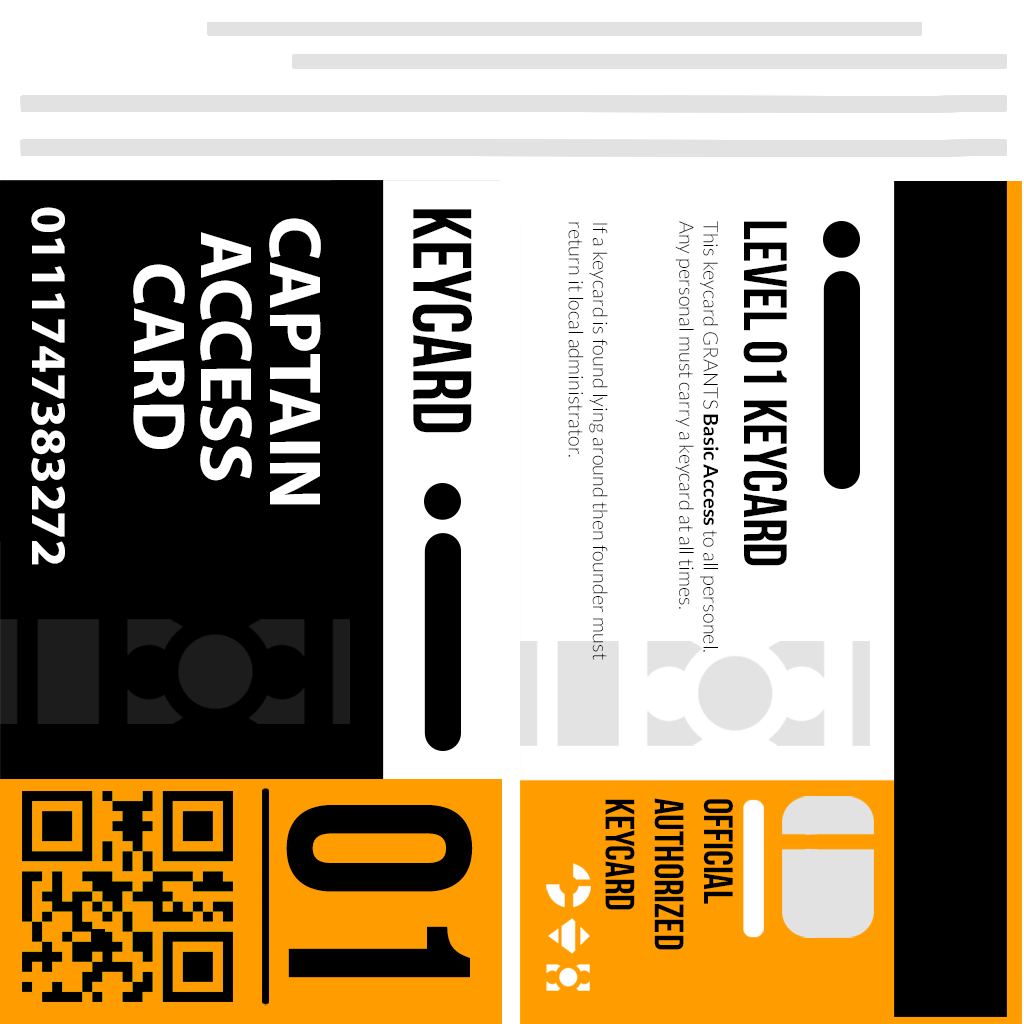 KEYCARD
CAPTAIN
ACCESS
CARD
01117473832​72
01
LEVEL 01 KEYCARD
This keycard GRANTS Basic Access to all personel.
Any personal must carry a keycard at all times.
If a keycard is found lying around then founder must
return it local administrator.
OFFICIAL
AUTHORIZED
KEYCARD